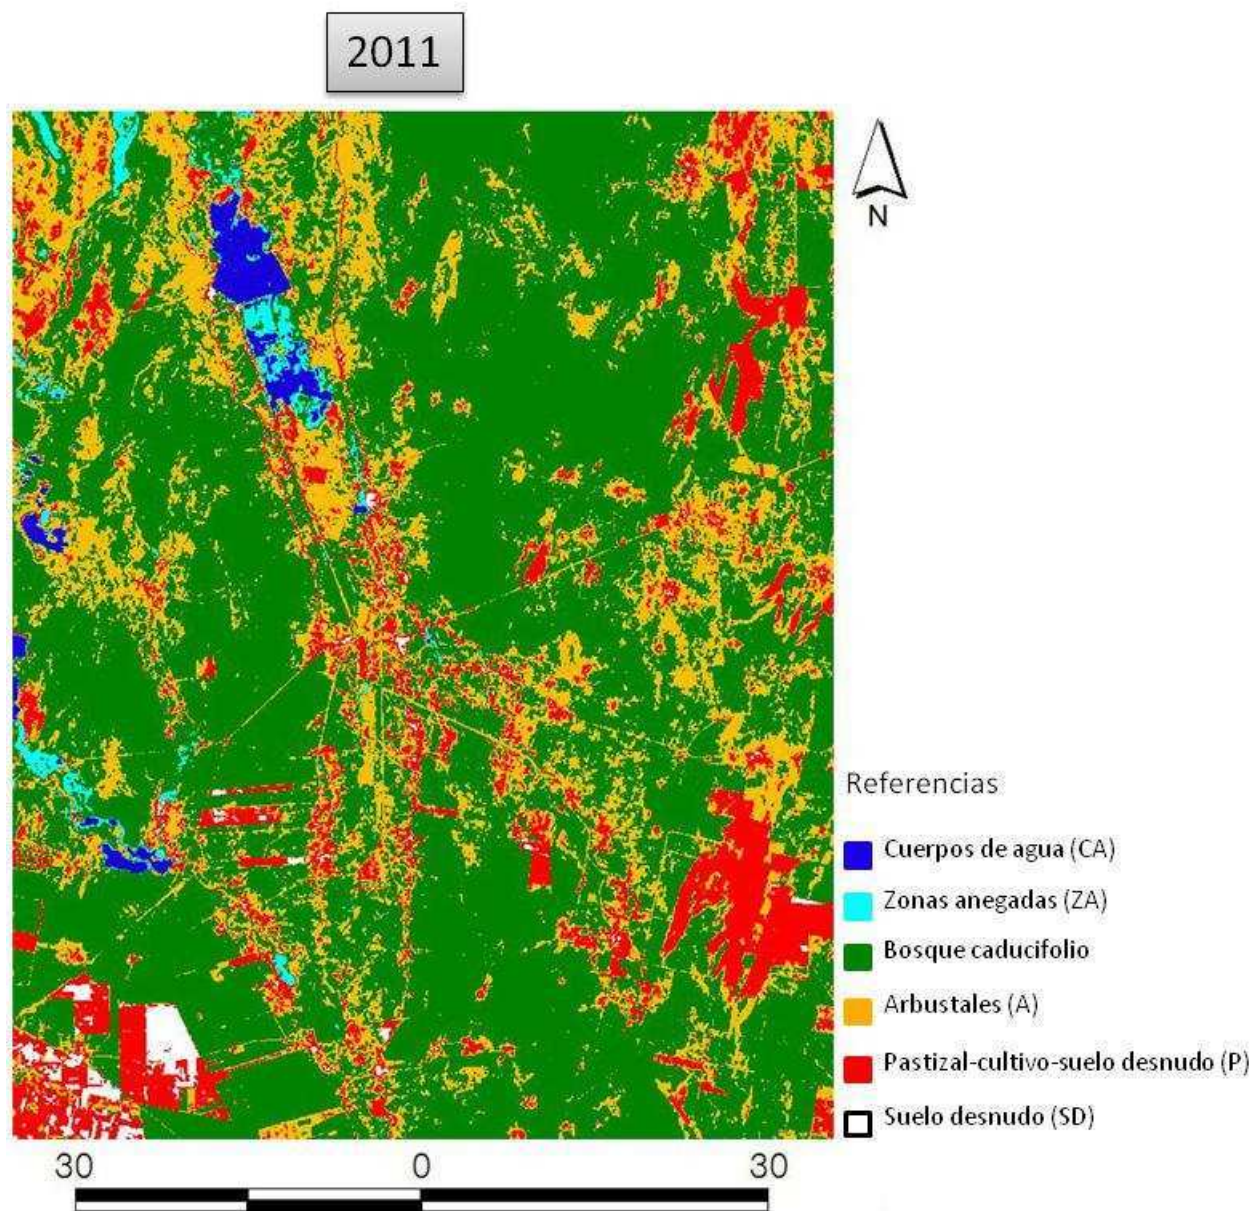 2011
N
Referencias
Cuerpos de agua (CA)
Zonas anegadas (ZA)
Bosque caducifolio
Arbustales (A)
Pastizal-cultivo-suelo desnudo (P)
Suelo desnudo (SD)
30 0 30